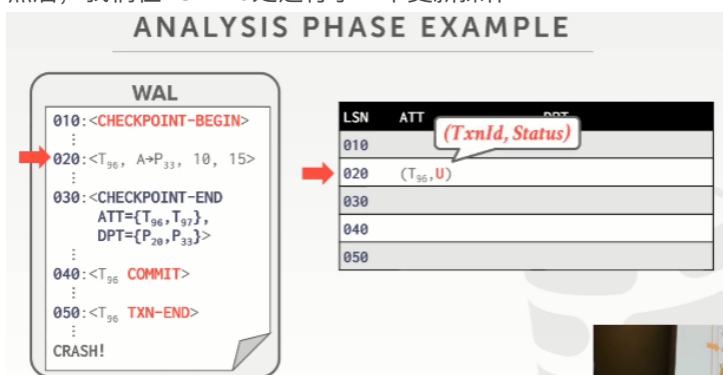 ANALYSIS PHASE EXAMPLE
WAL
010:<CHECKPOINT-BEGIN>
⋮
020:<T₉₆, A→P₃₃, 10, 15>
⋮
030:<CHECKPOINT-END
ATT={T₉₆,T₉₇},
DPT={P₂₀,P₃₃}>
⋮
040:<T₉₆ COMMIT>
⋮
050:<T₉₆ TXN-END>
⋮
CRASH!
LSN ATT
(TxnId, Status)
010
020 (T₉₆,U)
030
040
050